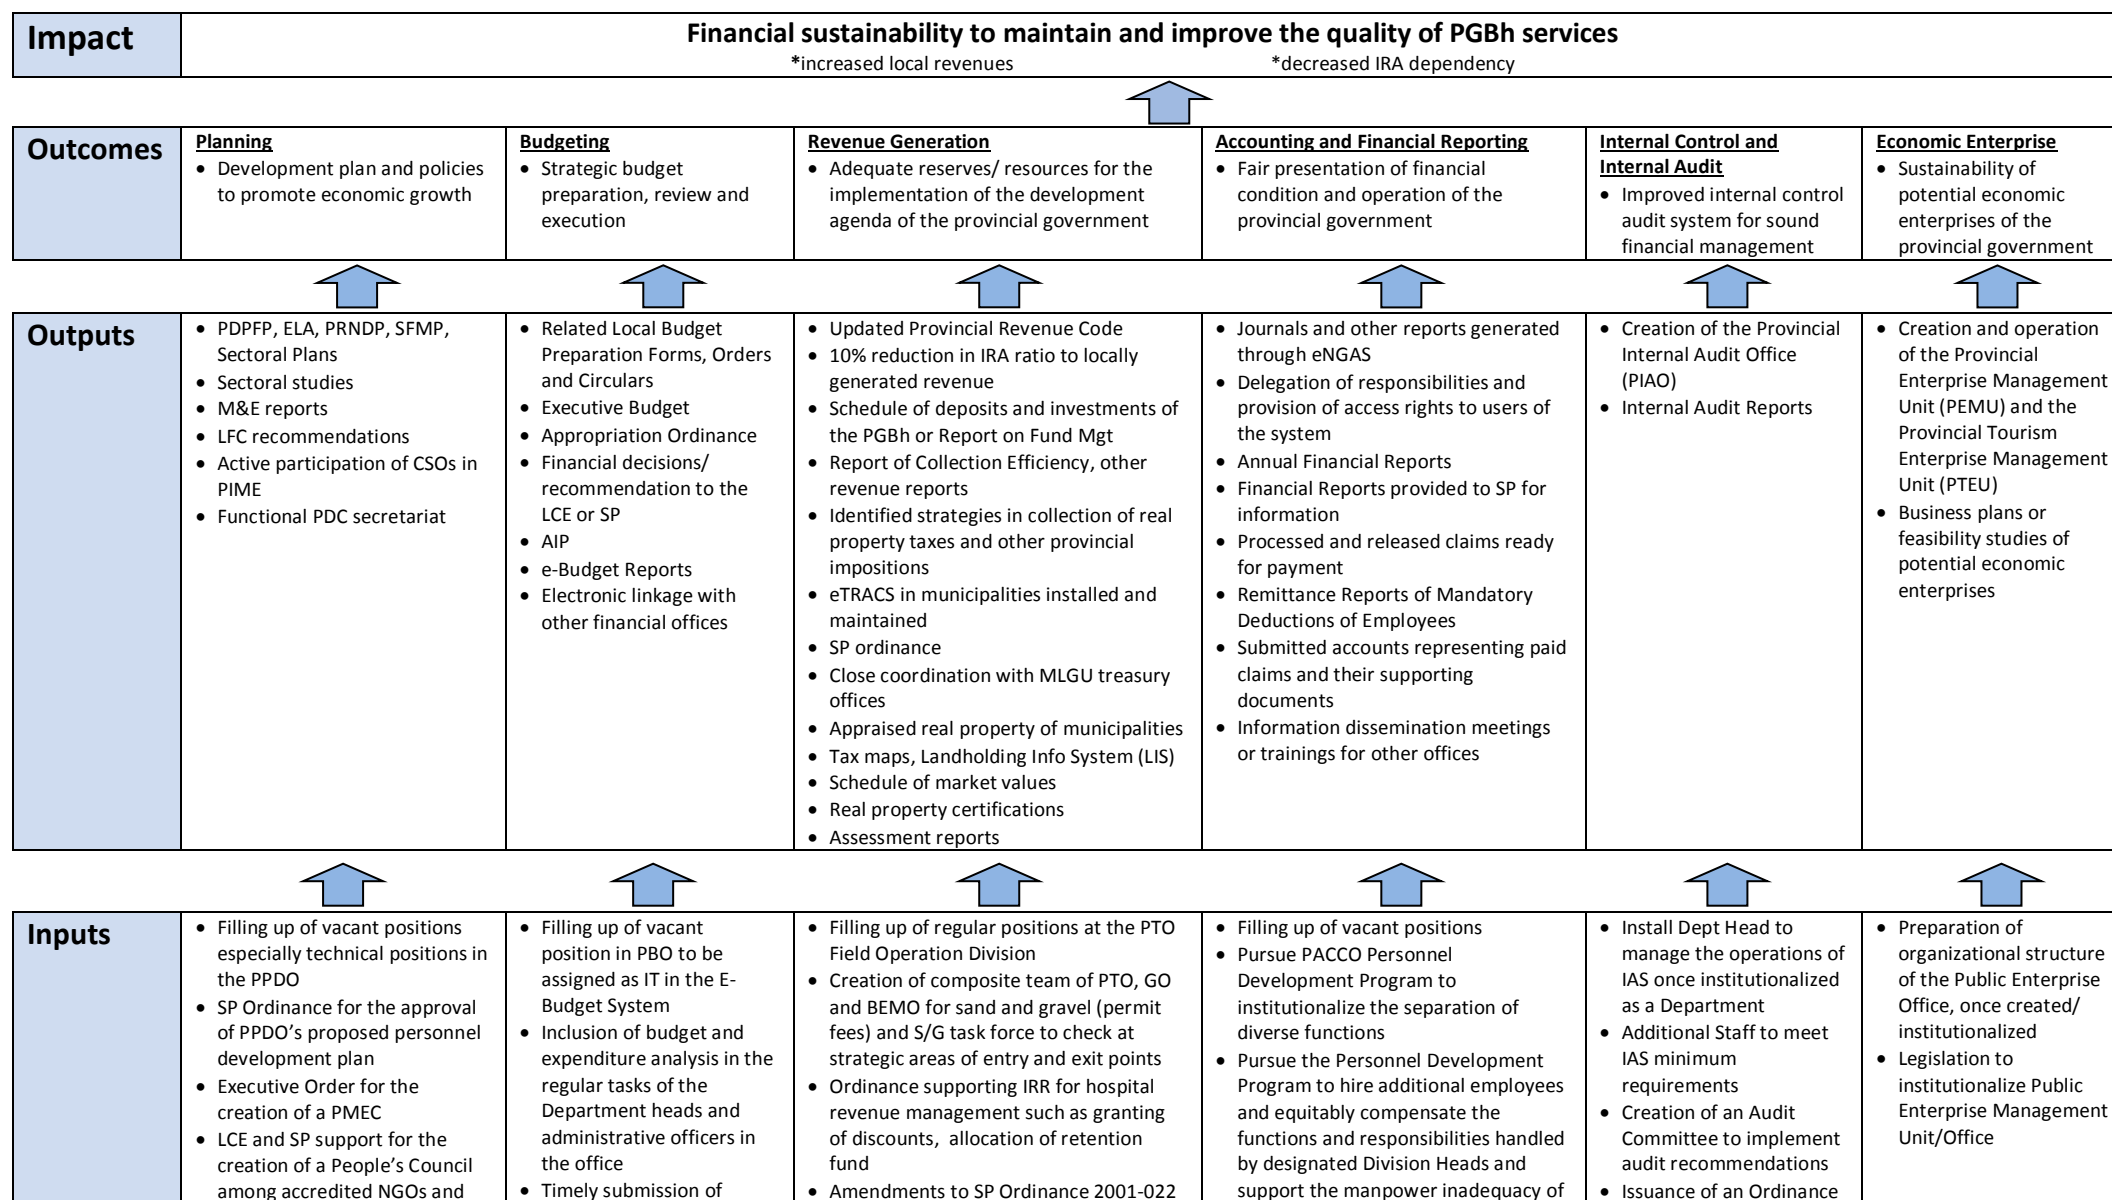 Impact
Financial sustainability to maintain and improve the quality of PGBh services
*increased local revenues *decreased IRA dependency
Outcomes
Planning
• Development plan and policies
to promote economic growth
Budgeting
• Strategic budget
preparation, review and
execution
Revenue Generation
• Adequate reserves/ resources for the
implementation of the development
agenda of the provincial government
Accounting and Financial Reporting
• Fair presentation of financial
condition and operation of the
provincial government
Internal Control and
Internal Audit
• Improved internal control
audit system for sound
financial management
Economic Enterprise
• Sustainability of
potential economic
enterprises of the
provincial government
Outputs
• PDPFP, ELA, PRNDP, SFMP,
Sectoral Plans
• Sectoral studies
• M&E reports
• LFC recommendations
• Active participation of CSOs in
PIME
• Functional PDC secretariat
• Related Local Budget
Preparation Forms, Orders
and Circulars
• Executive Budget
• Appropriation Ordinance
• Financial decisions/
recommendation to the
LCE or SP
• AIP
• e-Budget Reports
• Electronic linkage with
other financial offices
• Updated Provincial Revenue Code
• 10% reduction in IRA ratio to locally
generated revenue
• Schedule of deposits and investments of
the PGBh or Report on Fund Mgt
• Report of Collection Efficiency, other
revenue reports
• Identified strategies in collection of real
property taxes and other provincial
impositions
• eTRACS in municipalities installed and
maintained
• SP ordinance
• Close coordination with MLGU treasury
offices
• Appraised real property of municipalities
• Tax maps, Landholding Info System (LIS)
• Schedule of market values
• Real property certifications
• Assessment reports
• Journals and other reports generated
through eNGAS
• Delegation of responsibilities and
provision of access rights to users of
the system
• Annual Financial Reports
• Financial Reports provided to SP for
information
• Processed and released claims ready
for payment
• Remittance Reports of Mandatory
Deductions of Employees
• Submitted accounts representing paid
claims and their supporting
documents
• Information dissemination meetings
or trainings for other offices
• Creation of the Provincial
Internal Audit Office
(PIAO)
• Internal Audit Reports
• Creation and operation
of the Provincial
Enterprise Management
Unit (PEMU) and the
Provincial Tourism
Enterprise Management
Unit (PTEU)
• Business plans or
feasibility studies of
potential economic
enterprises
Inputs
• Filling up of vacant positions
especially technical positions in
the PPDO
• SP Ordinance for the approval
of PPDO’s proposed personnel
development plan
• Executive Order for the
creation of a PMEC
• LCE and SP support for the
creation of a People’s Council
among accredited NGOs and
• Filling up of vacant
position in PBO to be
assigned as IT in the E-
Budget System
• Inclusion of budget and
expenditure analysis in the
regular tasks of the
Department heads and
administrative officers in
the office
• Timely submission of
• Filling up of regular positions at the PTO
Field Operation Division
• Creation of composite team of PTO, GO
and BEMO for sand and gravel (permit
fees) and S/G task force to check at
strategic areas of entry and exit points
• Ordinance supporting IRR for hospital
revenue management such as granting
of discounts, allocation of retention
fund
• Amendments to SP Ordinance 2001-022
• Filling up of vacant positions
• Pursue PACCO Personnel
Development Program to
institutionalize the separation of
diverse functions
• Pursue the Personnel Development
Program to hire additional employees
and equitably compensate the
functions and responsibilities handled
by designated Division Heads and
support the manpower inadequacy of
• Install Dept Head to
manage the operations of
IAS once institutionalized
as a Department
• Additional Staff to meet
IAS minimum
requirements
• Creation of an Audit
Committee to implement
audit recommendations
• Issuance of an Ordinance
• Preparation of
organizational structure
of the Public Enterprise
Office, once created/
institutionalized
• Legislation to
institutionalize Public
Enterprise Management
Unit/Office